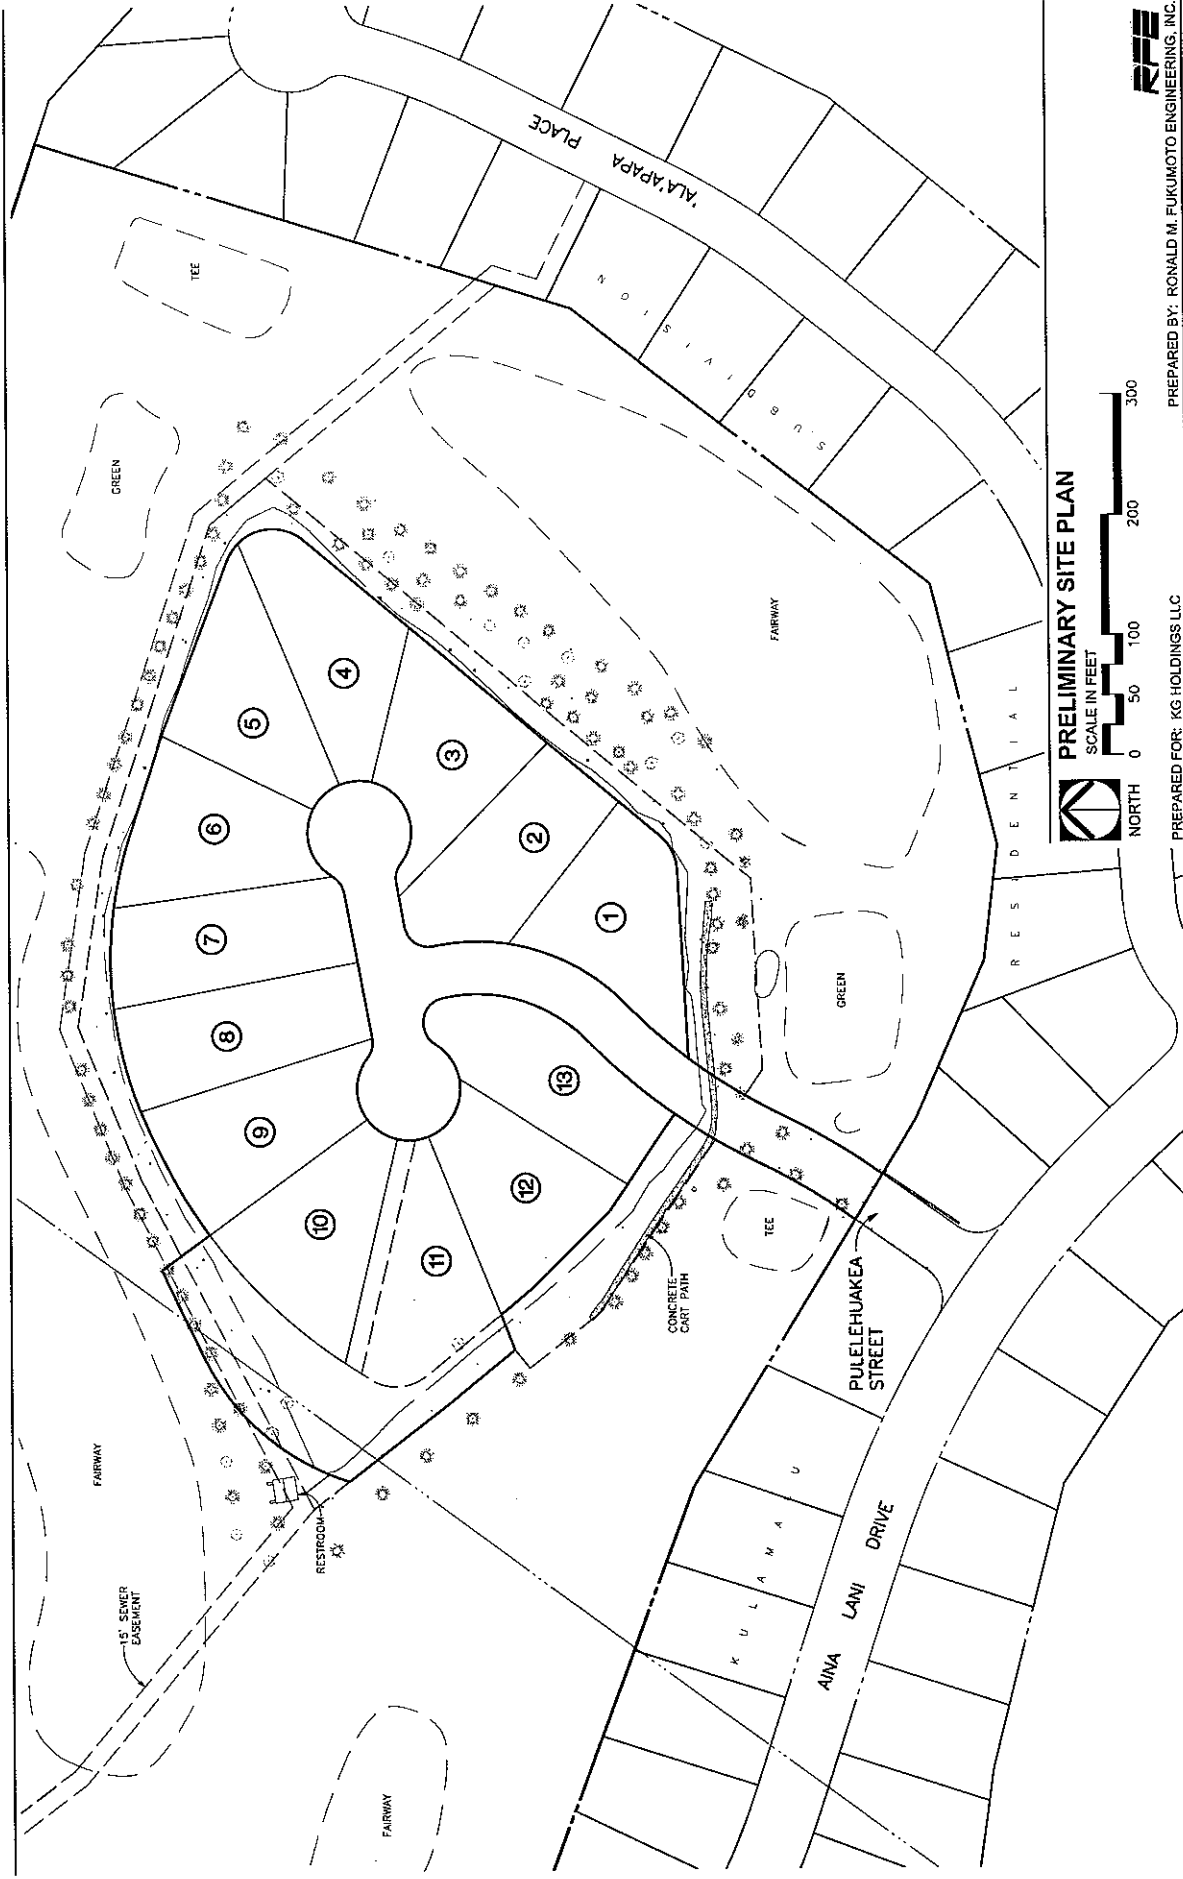 TEE
GREEN
'ALA'APAPA PLACE
SUBDIVISION
FAIRWAY
5
4
3
6
2
7
1
8
9
13
10
12
11
GREEN
FAIRWAY
TEE
CONCRETE
CART PATH
RESTROOM
15' SEWER
EASEMENT
PULELEHUAKEA
STREET
FAIRWAY
KULAMALU
RESIDENTIAL
AINA LANI DRIVE
PRELIMINARY SITE PLAN
SCALE IN FEET
0 50 100 200 300
NORTH
PREPARED FOR: KG HOLDINGS LLC
RFE
PREPARED BY: RONALD M. FUKUMOTO ENGINEERING, INC.